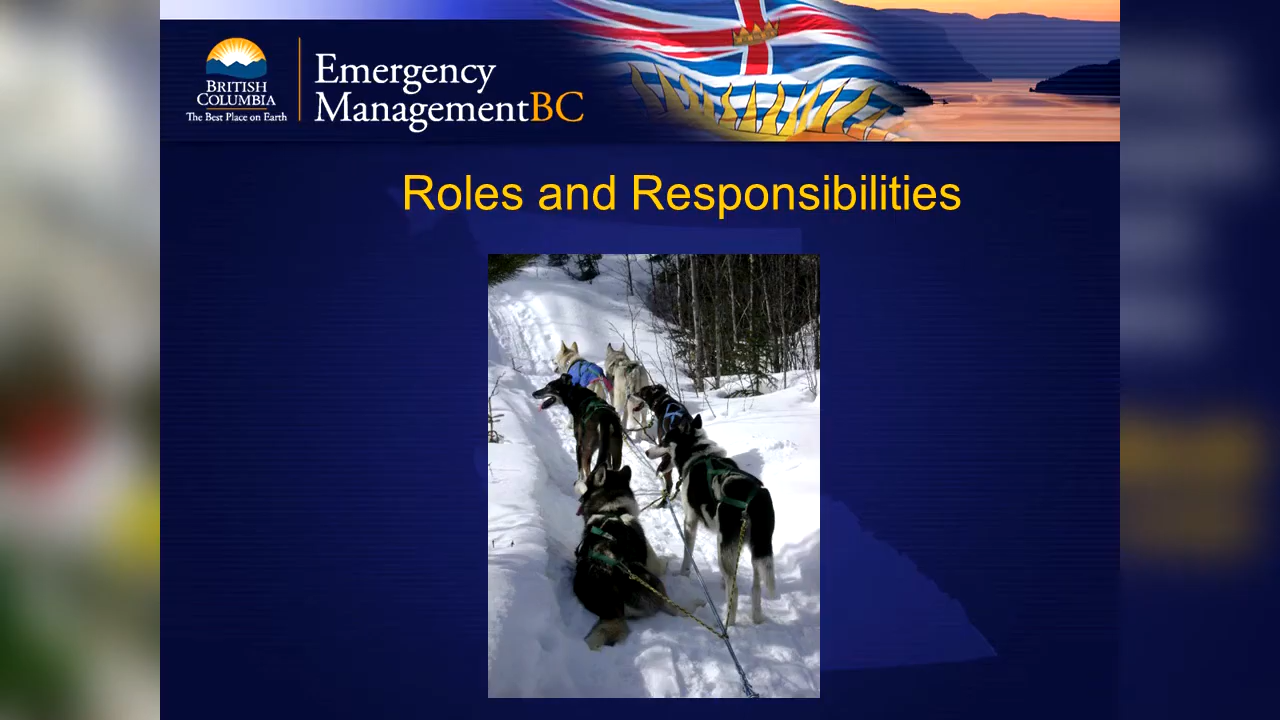 BRITISH
COLUMBIA
The Best Place on Earth
Emergency
ManagementBC
Roles and Responsibilities